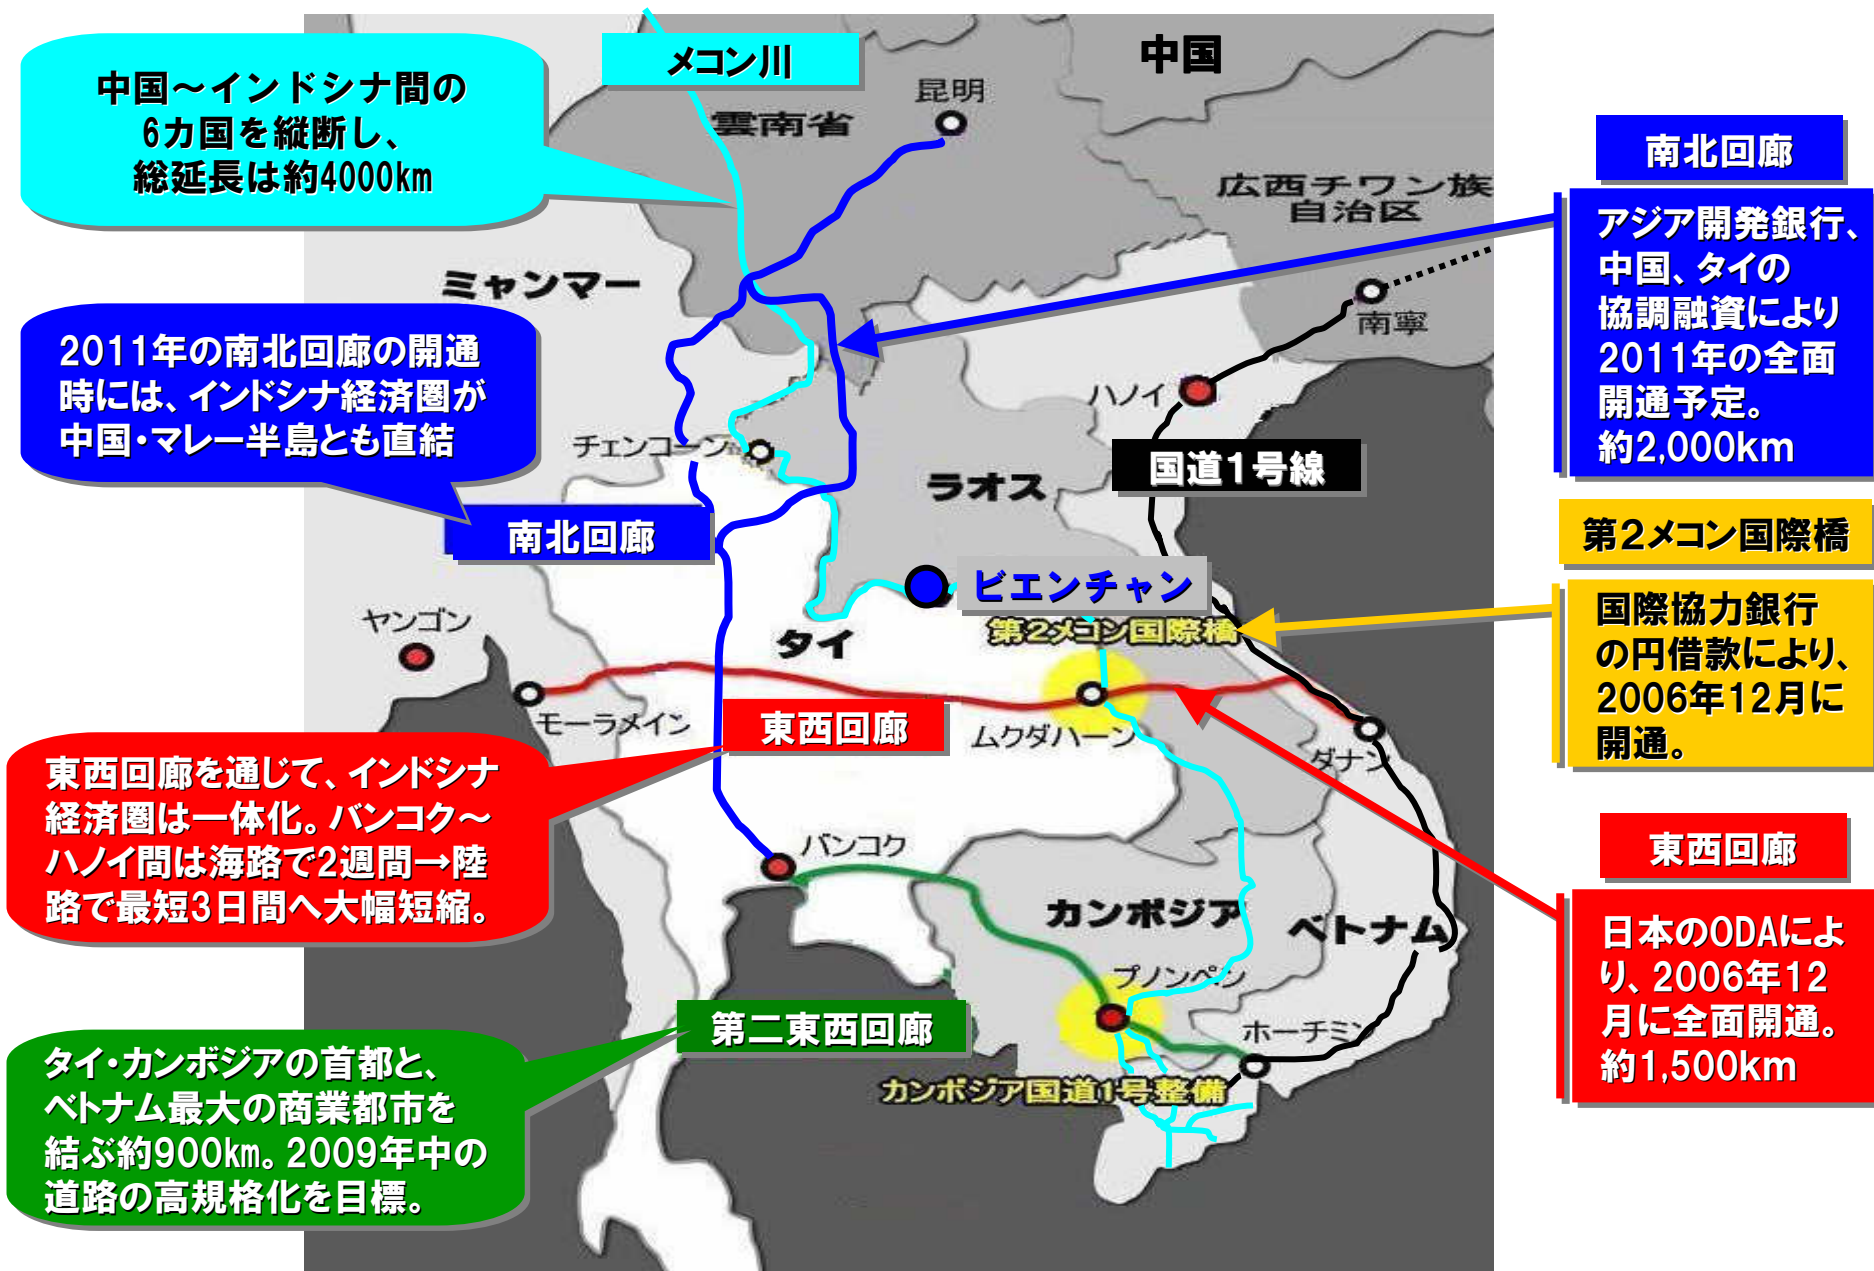 メコン川
中国
中国～インドシナ間の
6カ国を縦断し、
総延長は約4000km
昆明
雲南省
南北回廊
広西チワン族
自治区
アジア開発銀行、
中国、タイの
協調融資により
2011年の全面
開通予定。
約2,000km
ミャンマー
南寧
2011年の南北回廊の開通
時には、インドシナ経済圏が
中国・マレー半島とも直結
ハノイ
チェンコーン
国道1号線
ラオス
南北回廊
第2メコン国際橋
ビエンチャン
国際協力銀行
の円借款により、
2006年12月に
開通。
ヤンゴン
第2メコン国際橋
タイ
モーラメイン
東西回廊
ムクダハーン
ダナン
東西回廊を通じて、インドシナ
経済圏は一体化。バンコク～
ハノイ間は海路で2週間→陸
路で最短3日間へ大幅短縮。
バンコク
東西回廊
カンボジア
ベトナム
日本のODAによ
り、2006年12
月に全面開通。
約1,500km
プノンペン
第二東西回廊
ホーチミン
タイ・カンボジアの首都と、
ベトナム最大の商業都市を
結ぶ約900km。2009年中の
道路の高規格化を目標。
カンボジア国道1号整備